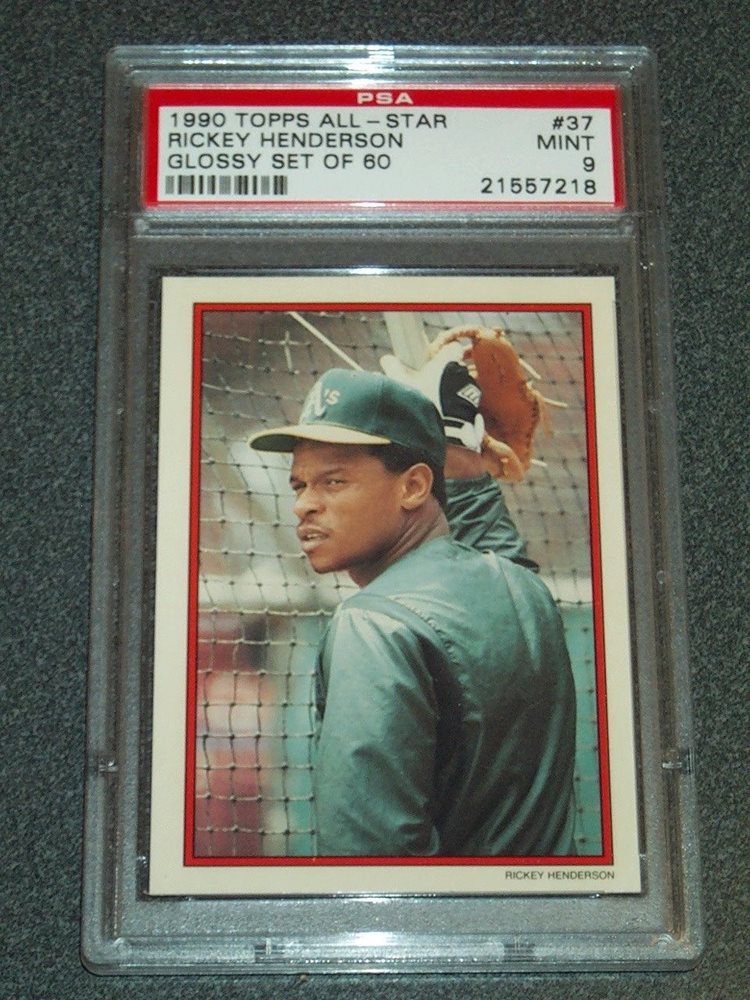 PSA
1990 TOPPS ALL-STAR #37
RICKEY HENDERSON MINT
GLOSSY SET OF 60 9
21557218
A's
RICKEY HENDERSON